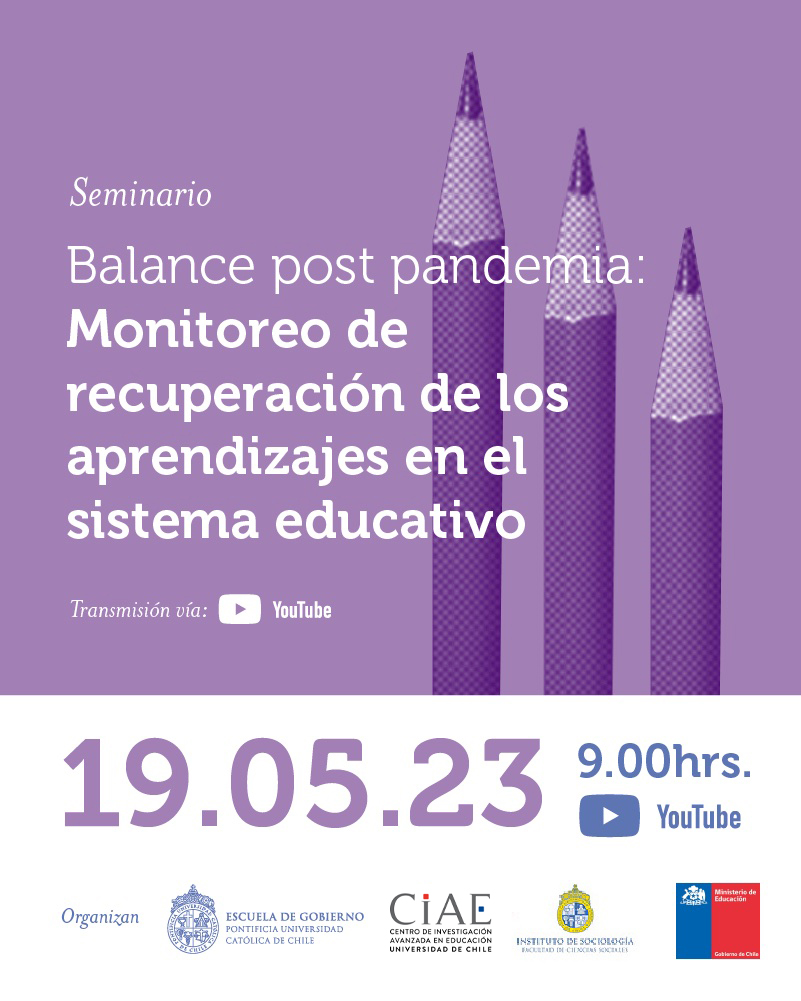 Seminario
Balance post pandemia:
Monitoreo de
recuperación de los
aprendizajes en el
sistema educativo
Transmisión vía: YouTube
19.05.23
9.00hrs.
YouTube
Organizan
ESCUELA DE GOBIERNO
PONTIFICIA UNIVERSIDAD
CATÓLICA DE CHILE
CiAE
CENTRO DE INVESTIGACIÓN
AVANZADA EN EDUCACIÓN
UNIVERSIDAD DE CHILE
INSTITUTO DE SOCIOLOGÍA
FACULTAD DE CIENCIAS SOCIALES
Ministerio de
Educación
Gobierno de Chile